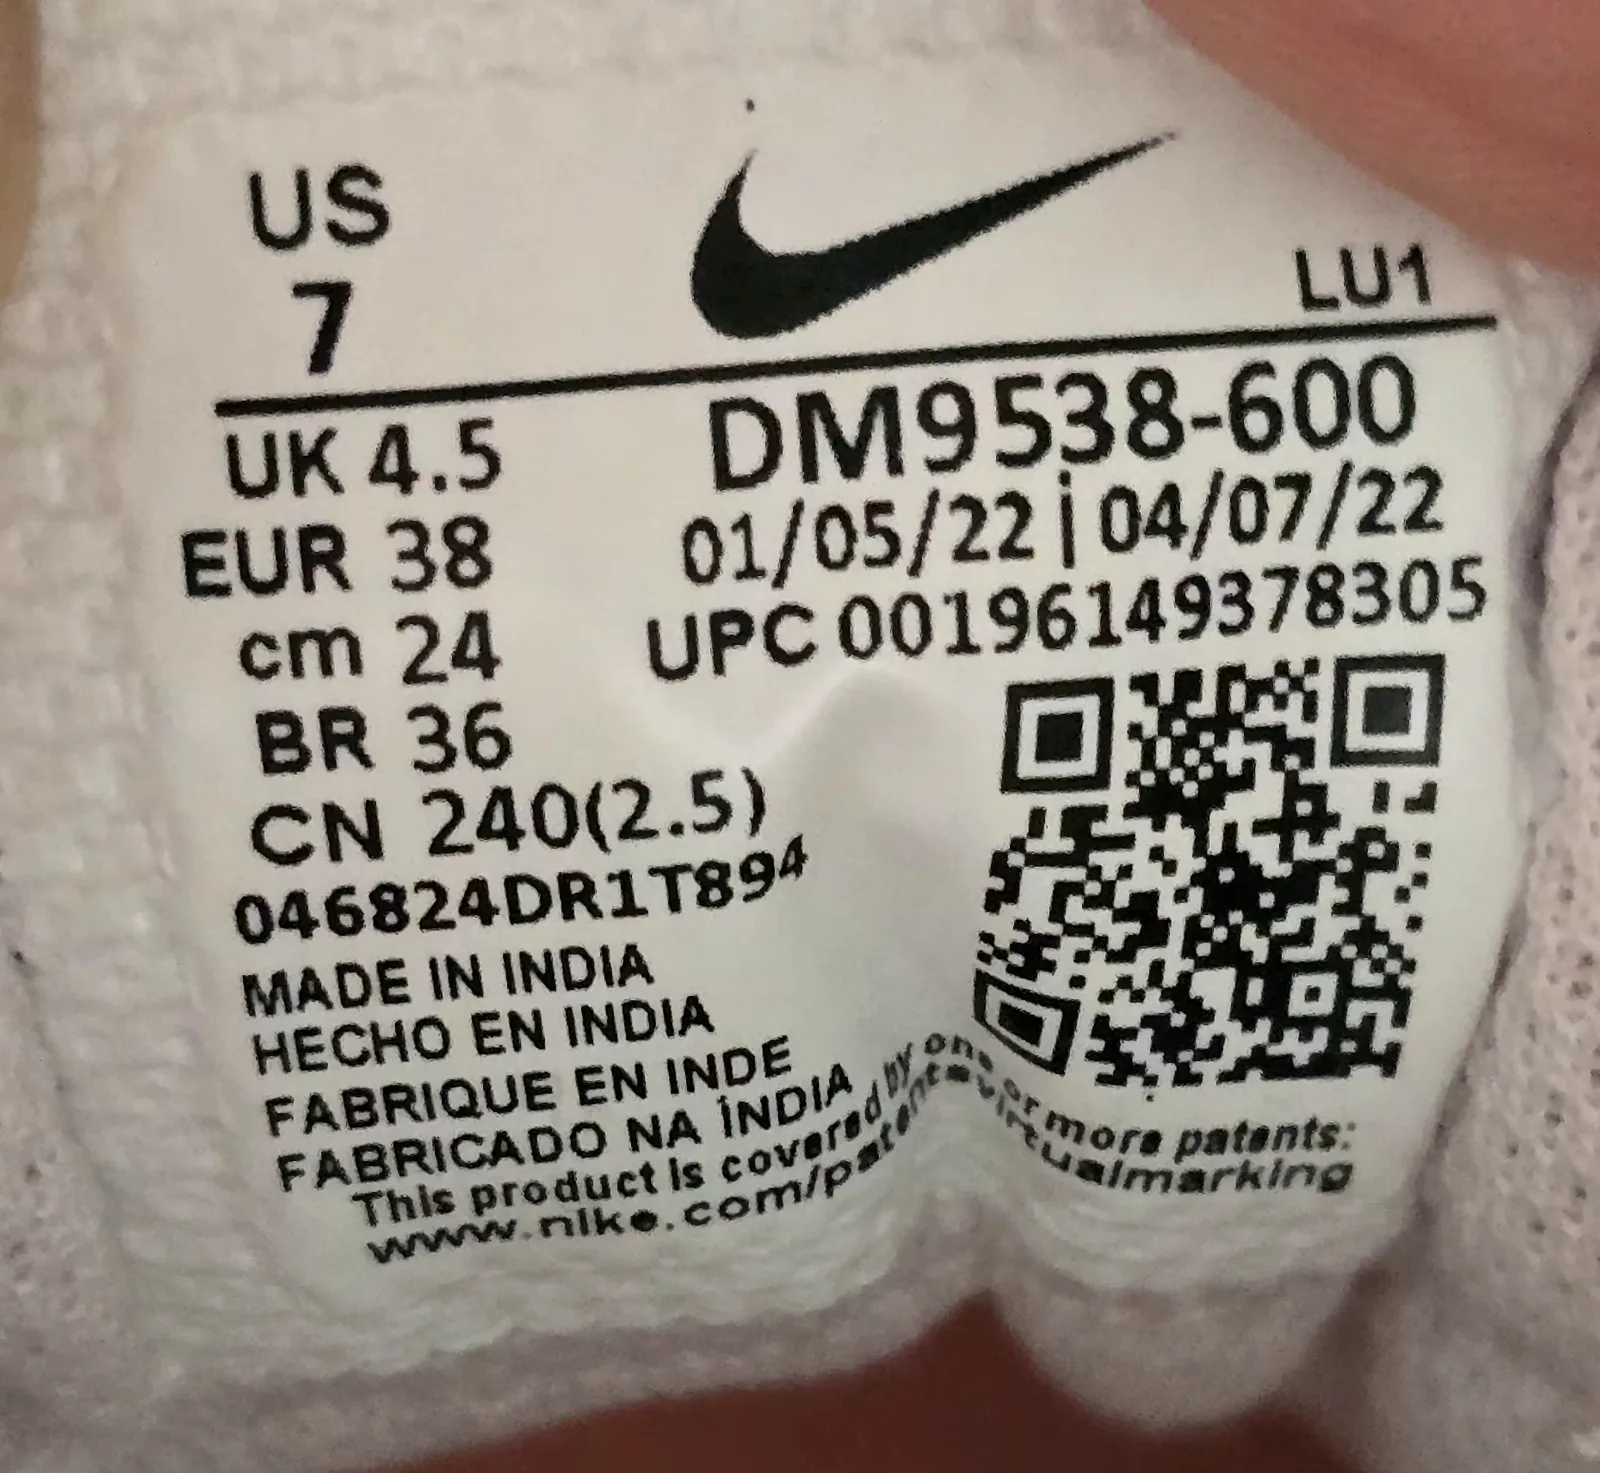 US
7
LU1
UK 4.5
EUR 38
cm 24
BR 36
CN 240(2.5)
046824DR1T894
MADE IN INDIA
HECHO EN INDIA
FABRIQUE EN INDE
FABRICADO NA ÍNDIA
DM9538-600
01/05/22 | 04/07/22
UPC 00196149378305
This product is covered by one or more patents:
www.nike.com/patentsvirtualmarking